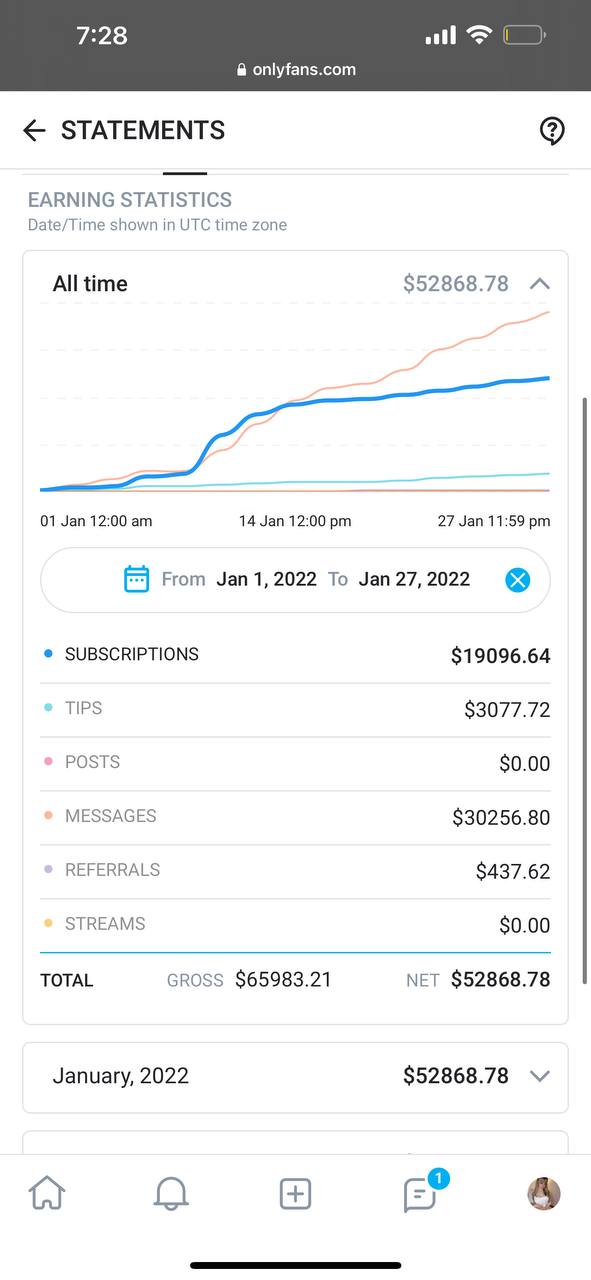 7:28
onlyfans.com
STATEMENTS
EARNING STATISTICS
Date/Time shown in UTC time zone
All time $52868.78
01 Jan 12:00 am 14 Jan 12:00 pm 27 Jan 11:59 pm
From Jan 1, 2022 To Jan 27, 2022
SUBSCRIPTIONS $19096.64
TIPS $3077.72
POSTS $0.00
MESSAGES $30256.80
REFERRALS $437.62
STREAMS $0.00
TOTAL GROSS $65983.21 NET $52868.78
January, 2022 $52868.78
1